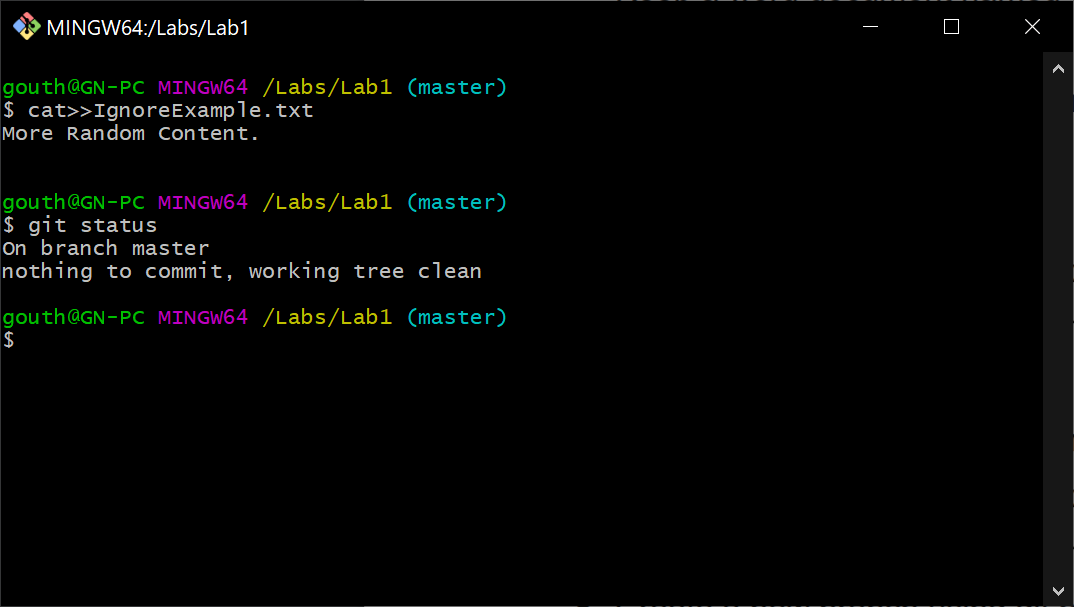 MINGW64:/Labs/Lab1
gouth@GN-PC MINGW64 /Labs/Lab1 (master)
$ cat>>IgnoreExample.txt
More Random Content.
gouth@GN-PC MINGW64 /Labs/Lab1 (master)
$ git status
On branch master
nothing to commit, working tree clean
gouth@GN-PC MINGW64 /Labs/Lab1 (master)
$